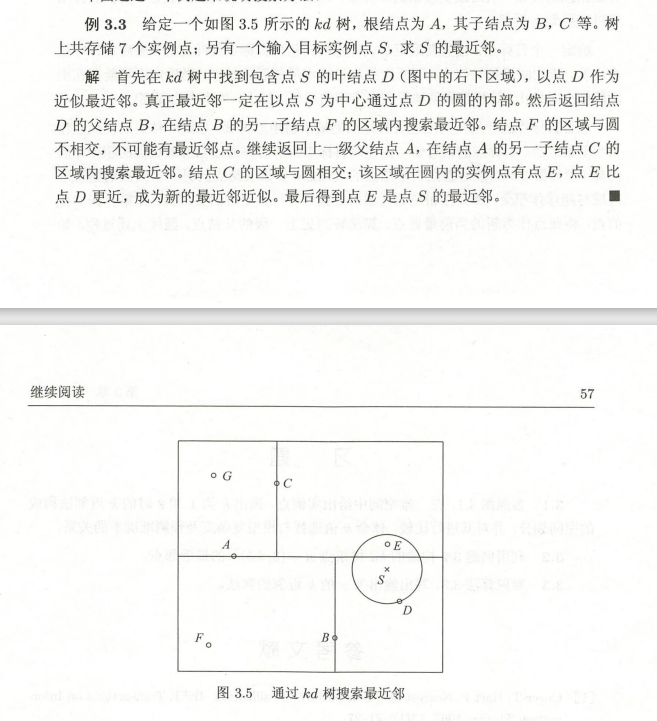 例 3.3 给定一个如图 3.5 所示的 kd 树，根结点为 A，其子结点为 B，C 等。树
上共存储 7 个实例点；另有一个输入目标实例点 S，求 S 的最近邻。
解 首先在 kd 树中找到包含点 S 的叶结点 D（图中的右下区域），以点 D 作为
近似最近邻。真正最近邻一定在以点 S 为中心通过点 D 的圆的内部。然后返回结点
D 的父结点 B，在结点 B 的另一子结点 F 的区域内搜索最近邻。结点 F 的区域与圆
不相交，不可能有最近邻点。继续返回上一级父结点 A，在结点 A 的另一子结点 C 的
区域内搜索最近邻。结点 C 的区域与圆相交；该区域在圆内的实例点有点 E，点 E 比
点 D 更近，成为新的最近邻近似。最后得到点 E 是点 S 的最近邻。
继续阅读 57
G
C
A
E
S
D
F
B
图 3.5 通过 kd 树搜索最近邻